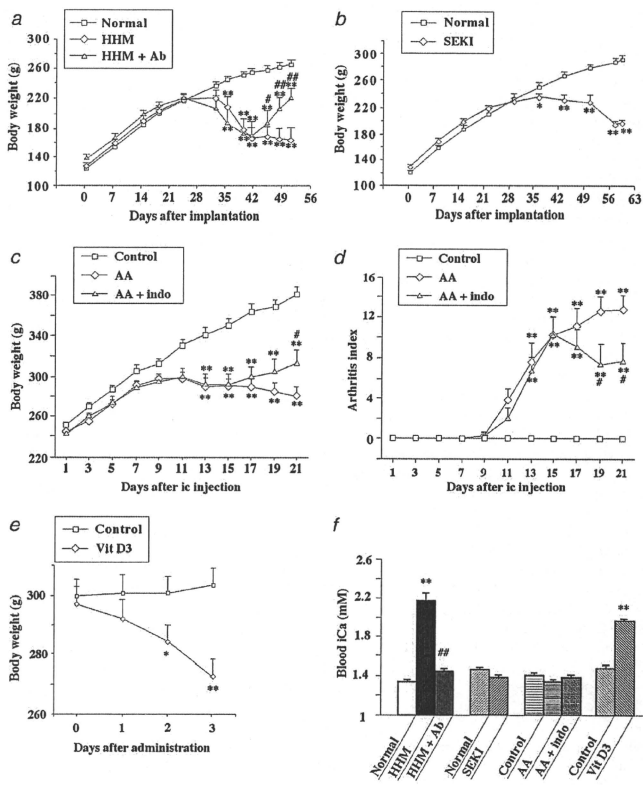 a
Normal
HHM
HHM + Ab
Body weight (g)
300
260
220
180
140
100
** ** ** ** ** ** ** **
# ** ## ** ## **
0 7 14 21 28 35 42 49 56
Days after implantation
b
Normal
SEKI
Body weight (g)
300
250
200
150
100
* ** ** ** **
0 7 14 21 28 35 42 49 56 63
Days after implantation
c
Control
AA
AA + indo
Body weight (g)
380
340
300
260
220
#
** ** ** ** **
** ** ** ** **
1 3 5 7 9 11 13 15 17 19 21
Days after ic injection
d
Control
AA
AA + indo
Arthritis index
16
12
8
4
0
** ** ** ** **
** ** ** ** **
# #
1 3 5 7 9 11 13 15 17 19 21
Days after ic injection
e
Control
Vit D3
Body weight (g)
300
280
260
* **
0 1 2 3
Days after administration
f
Blood iCa (mM)
2.6
2.2
1.8
1.4
1
** ## **
Normal
HHM
HHM + Ab
Normal
SEKI
Control
AA
AA + indo
Control
Vit D3